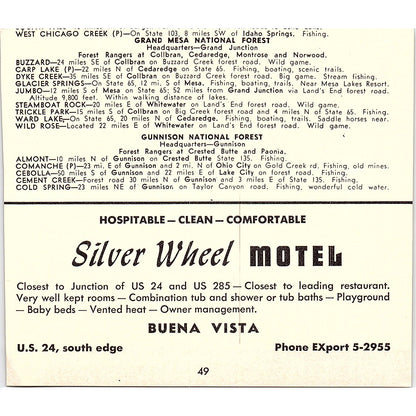 WEST CHICAGO CREEK (P)—On State 103, 8 miles SW of Idaho Springs. Fishing.
GRAND MESA NATIONAL FOREST
Headquarters—Grand Junction
Forest Rangers at Collbran, Cedaredge, Montrose and Norwood.
BUZZARD—24 miles SE of Collbran on Buzzard Creek forest road. Wild game.
CARP LAKE (P)—22 miles N of Cedaredge on State 65. Fishing, boating, scenic trails.
DYKE CREEK—35 miles SE of Collbran on Buzzard Creek forest road. Big game. Stream fishing.
GLACIER SPRINGS—On State 65, 12 mi. S of Mesa. Fishing, boating, trails. Near Mesa Lakes Resort.
JUMBO—12 miles S of Mesa on State 65; 52 miles from Grand Junction via Land's End forest road.
Altitude 9,800 feet. Within walking distance of lakes.
STEAMBOAT ROCK—20 miles E of Whitewater on Land's End forest road. Wild game.
TRICKLE PARK—15 miles E on Trickle Park-Big Creek forest road and 4 miles N of State 65. Fishing.
WARD LAKE—On State 65, 20 miles N of Cedaredge. Fishing, boating, trails. Saddle horses near.
WILD ROSE—Located 22 miles E of Whitewater on Land's End forest road.
GUNNISON NATIONAL FOREST
Headquarters—Gunnison
Forest Rangers at Crested Butte and Paonia.
ALMONT—10 miles N of Gunnison on Crested Butte State 135. Fishing.
COMANCHE (P)—23 mi. E of Gunnison and 2 mi. N of Ohio City on Gold Creek rd. Fishing, old mines.
CEBOLLA—50 miles S of Gunnison and 22 miles E of Lake City on forest road. Fishing.
CEMENT CREEK—Forest road 30 miles N of Gunnison and 3 miles E of State 135. Fishing.
COLD SPRING—23 miles NE of Gunnison on Taylor Canyon road. Fishing, wonderful cold water.
HOSPITABLE — CLEAN — COMFORTABLE
Silver Wheel MOTEL
Closest to Junction of US 24 and US 285 — Closest to leading restaurant.
Very well kept rooms — Combination tub and shower or tub baths — Playground
— Baby beds — Vented heat — Owner management.
BUENA VISTA
U.S. 24, south edge Phone EXport 5-2955
49